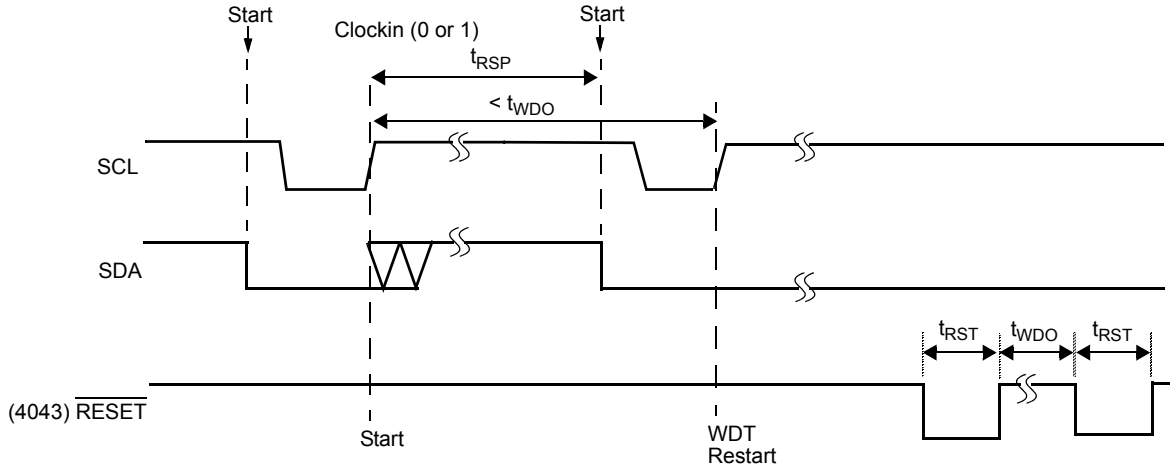 Start
Start
Clockin (0 or 1)
tRSP
< tWDO
SCL
SDA
tRST
tWDO
tRST
(4043) RESET
Start
WDT
Restart